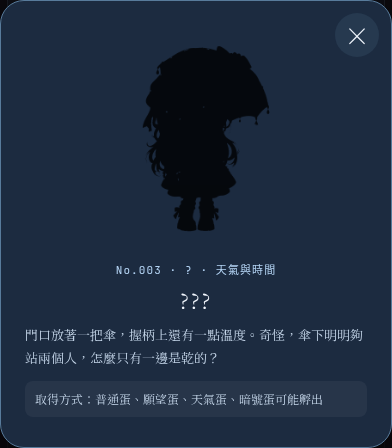 No.003 · ? · 天氣與時間
???
門口放著一把傘，握柄上還有一點溫度。奇怪，傘下明明夠
站兩個人，怎麼只有一邊是乾的？
取得方式：普通蛋、願望蛋、天氣蛋、暗號蛋可能孵出